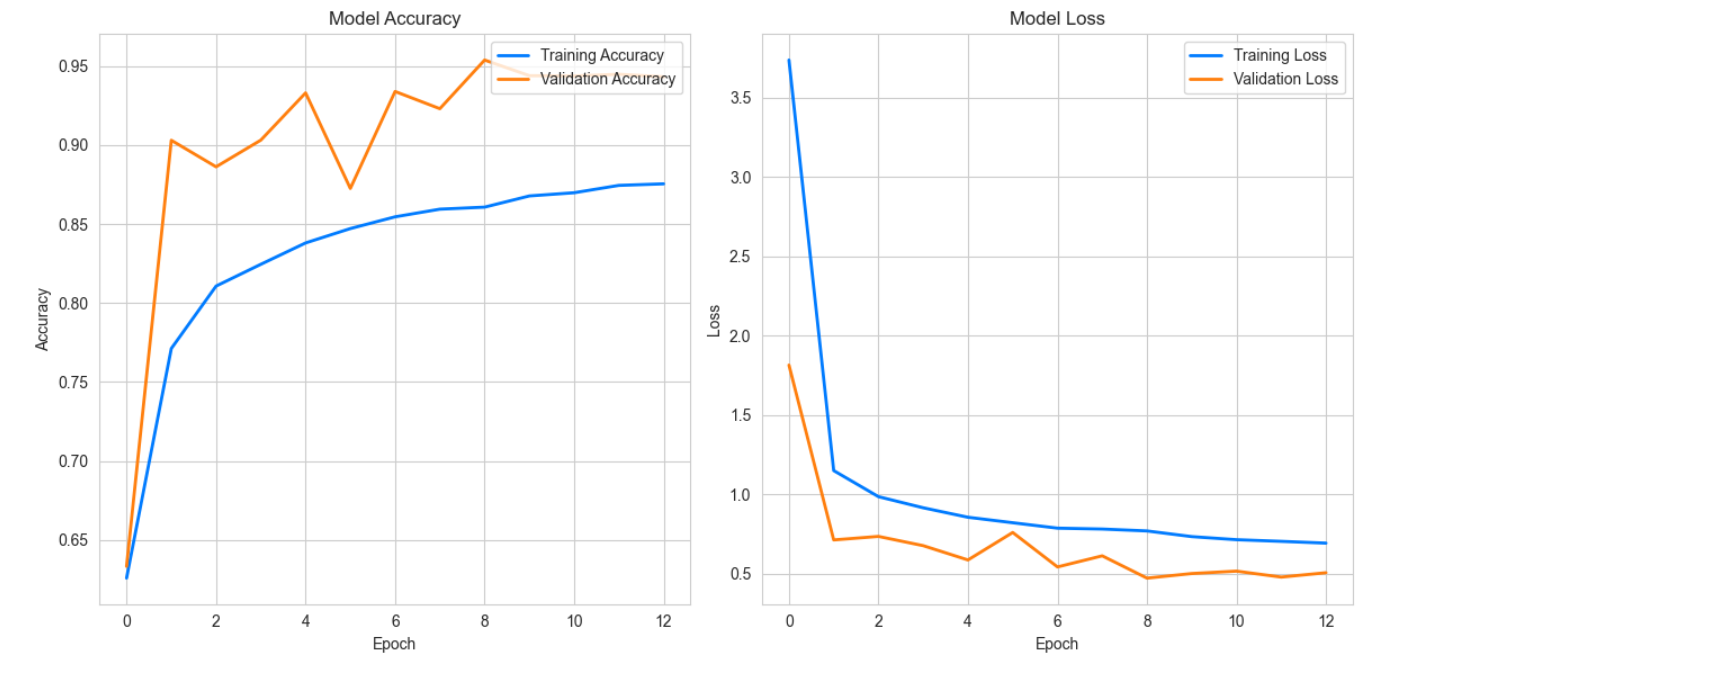 Model Accuracy
Training Accuracy
Validation Accuracy
0.95
0.90
0.85
0.80
0.75
0.70
0.65
Accuracy
0 2 4 6 8 10 12
Epoch
Model Loss
Training Loss
Validation Loss
3.5
3.0
2.5
2.0
1.5
1.0
0.5
Loss
0 2 4 6 8 10 12
Epoch